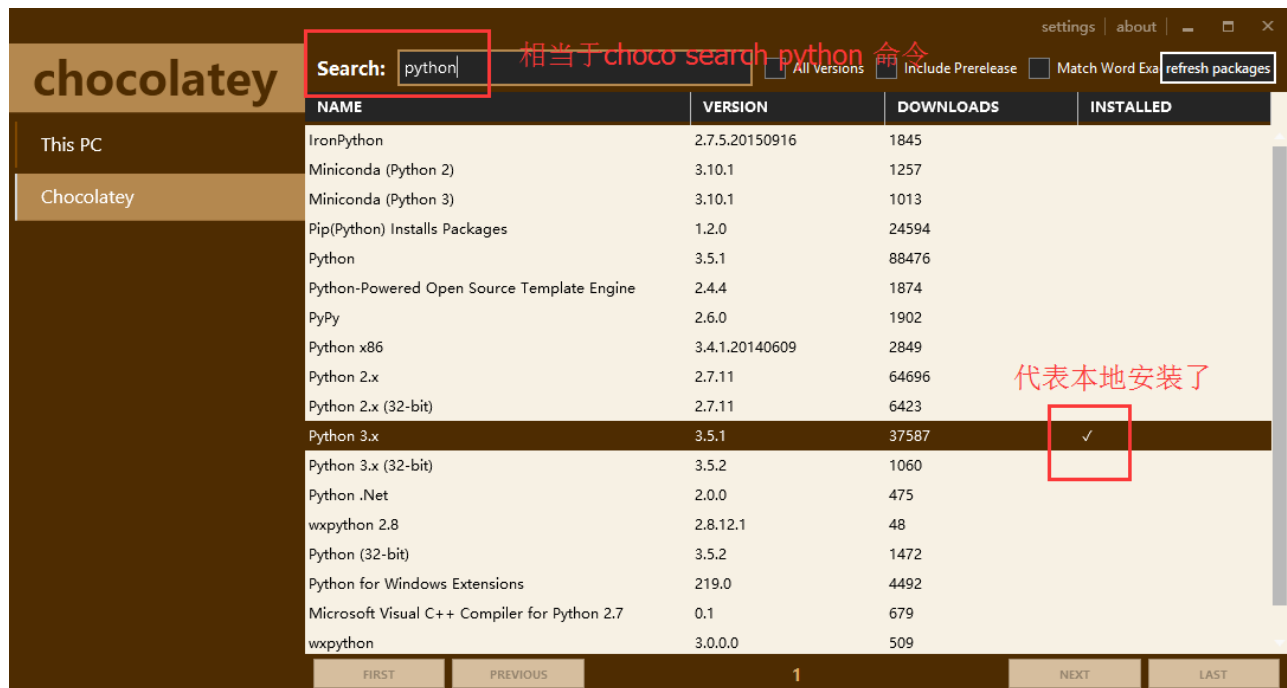 settings | about
chocolatey
Search: python
相当于choco search python 命令
All Versions
Include Prerelease
Match Word Exa
refresh packages
This PC
Chocolatey
NAME VERSION DOWNLOADS INSTALLED
IronPython 2.7.5.20150916 1845
Miniconda (Python 2) 3.10.1 1257
Miniconda (Python 3) 3.10.1 1013
Pip(Python) Installs Packages 1.2.0 24594
Python 3.5.1 88476
Python-Powered Open Source Template Engine 2.4.4 1874
PyPy 2.6.0 1902
Python x86 3.4.1.20140609 2849
代表本地安装了
Python 2.x 2.7.11 64696
Python 2.x (32-bit) 2.7.11 6423
Python 3.x 3.5.1 37587 ✓
Python 3.x (32-bit) 3.5.2 1060
Python .Net 2.0.0 475
wxpython 2.8 2.8.12.1 48
Python (32-bit) 3.5.2 1472
Python for Windows Extensions 219.0 4492
Microsoft Visual C++ Compiler for Python 2.7 0.1 679
wxpython 3.0.0.0 509
FIRST PREVIOUS 1 NEXT LAST